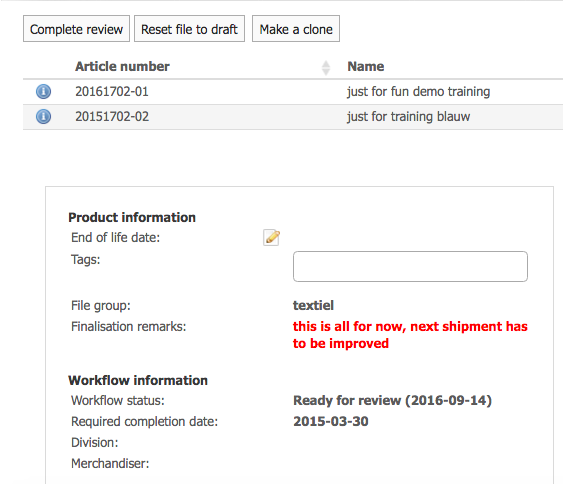 Complete review Reset file to draft Make a clone
Article number Name
20161702-01 just for fun demo training
20151702-02 just for training blauw
Product information
End of life date:
Tags:
File group: textiel
Finalisation remarks: this is all for now, next shipment has
to be improved
Workflow information
Workflow status: Ready for review (2016-09-14)
Required completion date: 2015-03-30
Division:
Merchandiser: